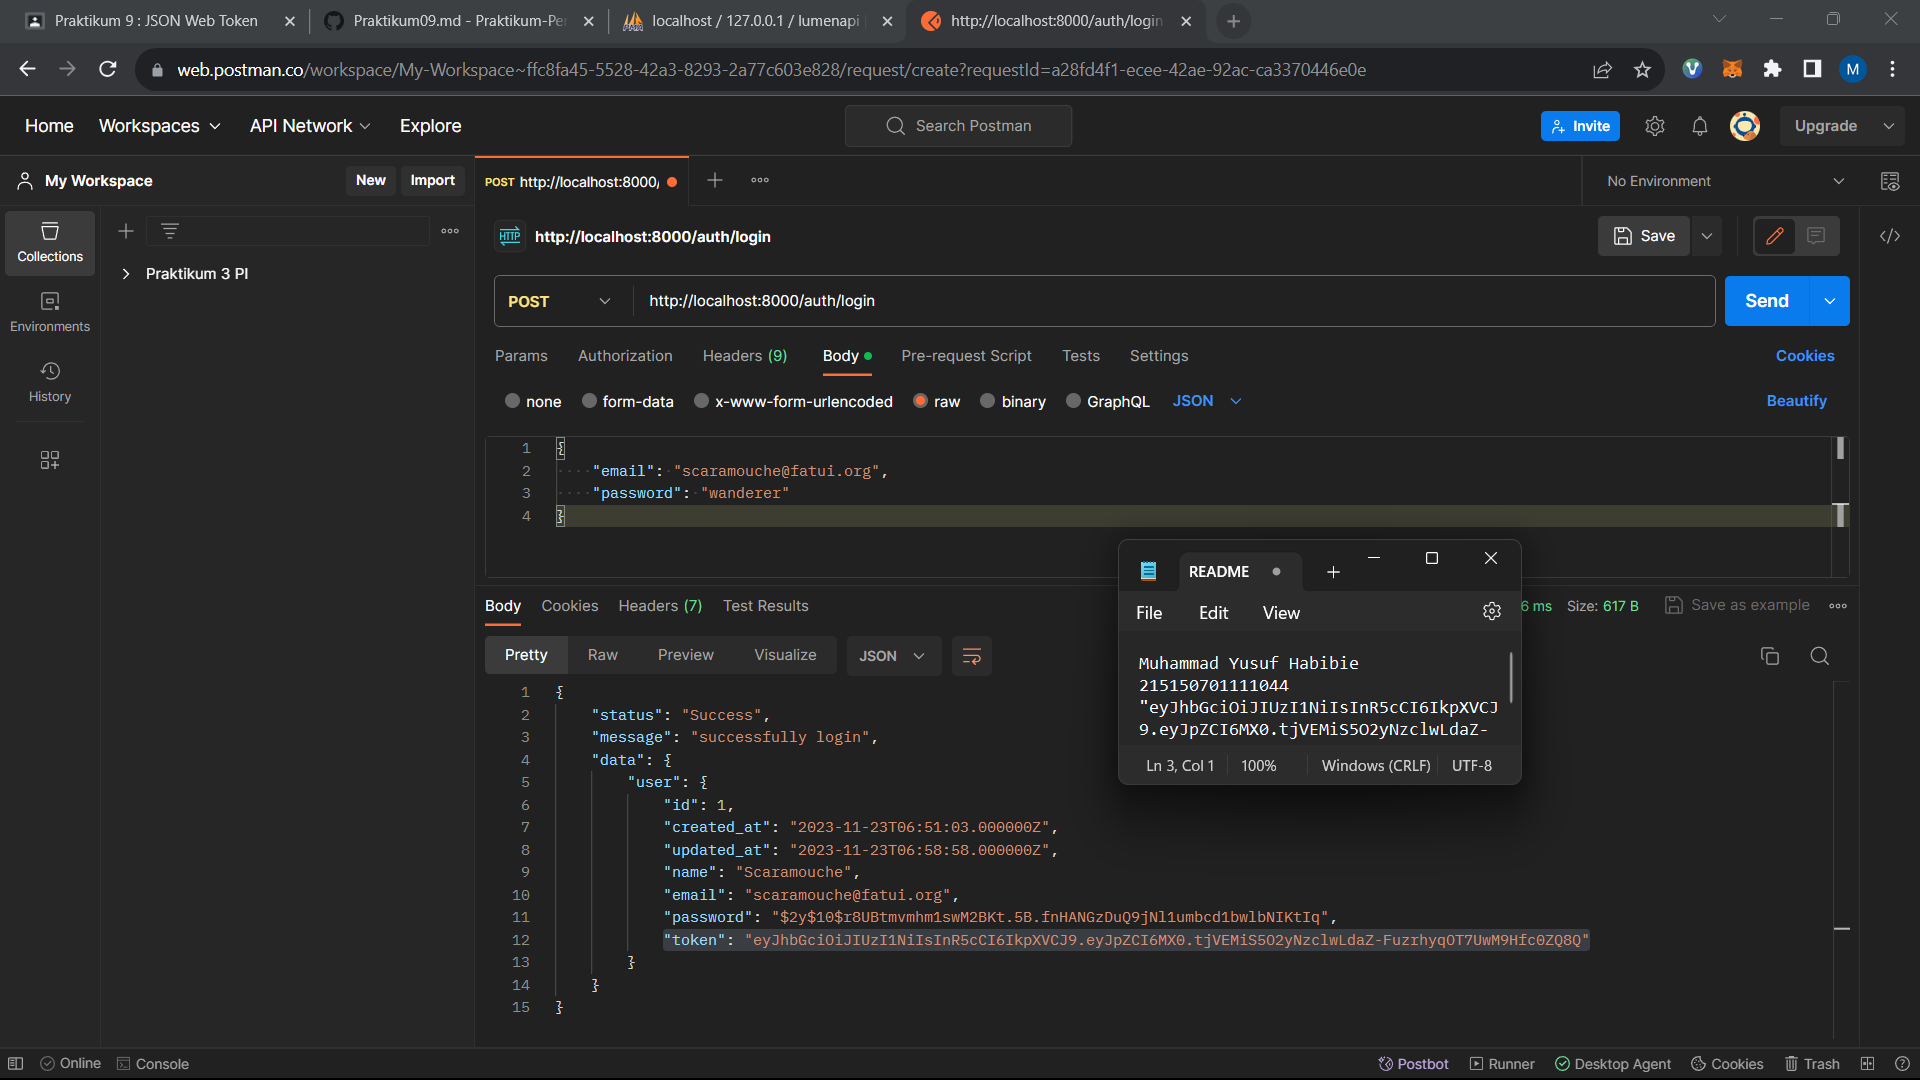 Praktikum 9 : JSON Web Token
Praktikum09.md - Praktikum-Pe
localhost / 127.0.0.1 / lumenapi
http://localhost:8000/auth/login
web.postman.co/workspace/My-Workspace~ffc8fa45-5528-42a3-8293-2a77c603e828/request/create?requestId=a28fd4f1-ecee-42ae-92ac-ca3370446e0e
M
Home
Workspaces
API Network
Explore
Search Postman
Invite
Upgrade
My Workspace
New
Import
POST http://localhost:8000/
No Environment
Collections
Praktikum 3 PI
HTTP
http://localhost:8000/auth/login
Save
Environments
History
POST
http://localhost:8000/auth/login
Send
Params
Authorization
Headers (9)
Body
Pre-request Script
Tests
Settings
Cookies
none
form-data
x-www-form-urlencoded
raw
binary
GraphQL
JSON
Beautify
1 {
2 "email": "scaramouche@fatui.org",
3 "password": "wanderer"
4 }
Body
Cookies
Headers (7)
Test Results
6 ms
Size: 617 B
Save as example
Pretty
Raw
Preview
Visualize
JSON
1 {
2 "status": "Success",
3 "message": "successfully login",
4 "data": {
5 "user": {
6 "id": 1,
7 "created_at": "2023-11-23T06:51:03.000000Z",
8 "updated_at": "2023-11-23T06:58:58.000000Z",
9 "name": "Scaramouche",
10 "email": "scaramouche@fatui.org",
11 "password": "$2y$10$r8UBtmvmhm1swM2BKt.5B.fnHANGzDuQ9jNl1umbcd1bwlbNIKtIq",
12 "token": "eyJhbGciOiJIUzI1NiIsInR5cCI6IkpXVCJ9.eyJpZCI6MX0.tjVEMiS5O2yNzclwLdaZ-FuzrhyqOT7UwM9Hfc0ZQ8Q"
13 }
14 }
15 }
README
File
Edit
View
Muhammad Yusuf Habibie
215150701111044
"eyJhbGciOiJIUzI1NiIsInR5cCI6IkpXVCJ
9.eyJpZCI6MX0.tjVEMiS5O2yNzclwLdaZ-
Ln 3, Col 1
100%
Windows (CRLF)
UTF-8
Online
Console
Postbot
Runner
Desktop Agent
Cookies
Trash